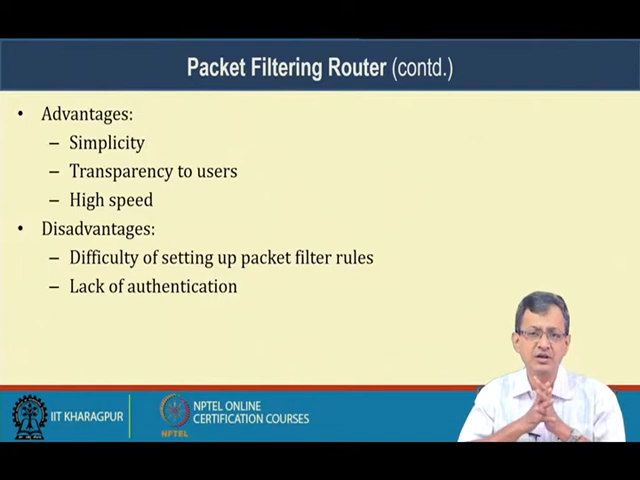 Packet Filtering Router (contd.)
• Advantages:
– Simplicity
– Transparency to users
– High speed
• Disadvantages:
– Difficulty of setting up packet filter rules
– Lack of authentication
IIT KHARAGPUR
NPTEL
NPTEL ONLINE
CERTIFICATION COURSES